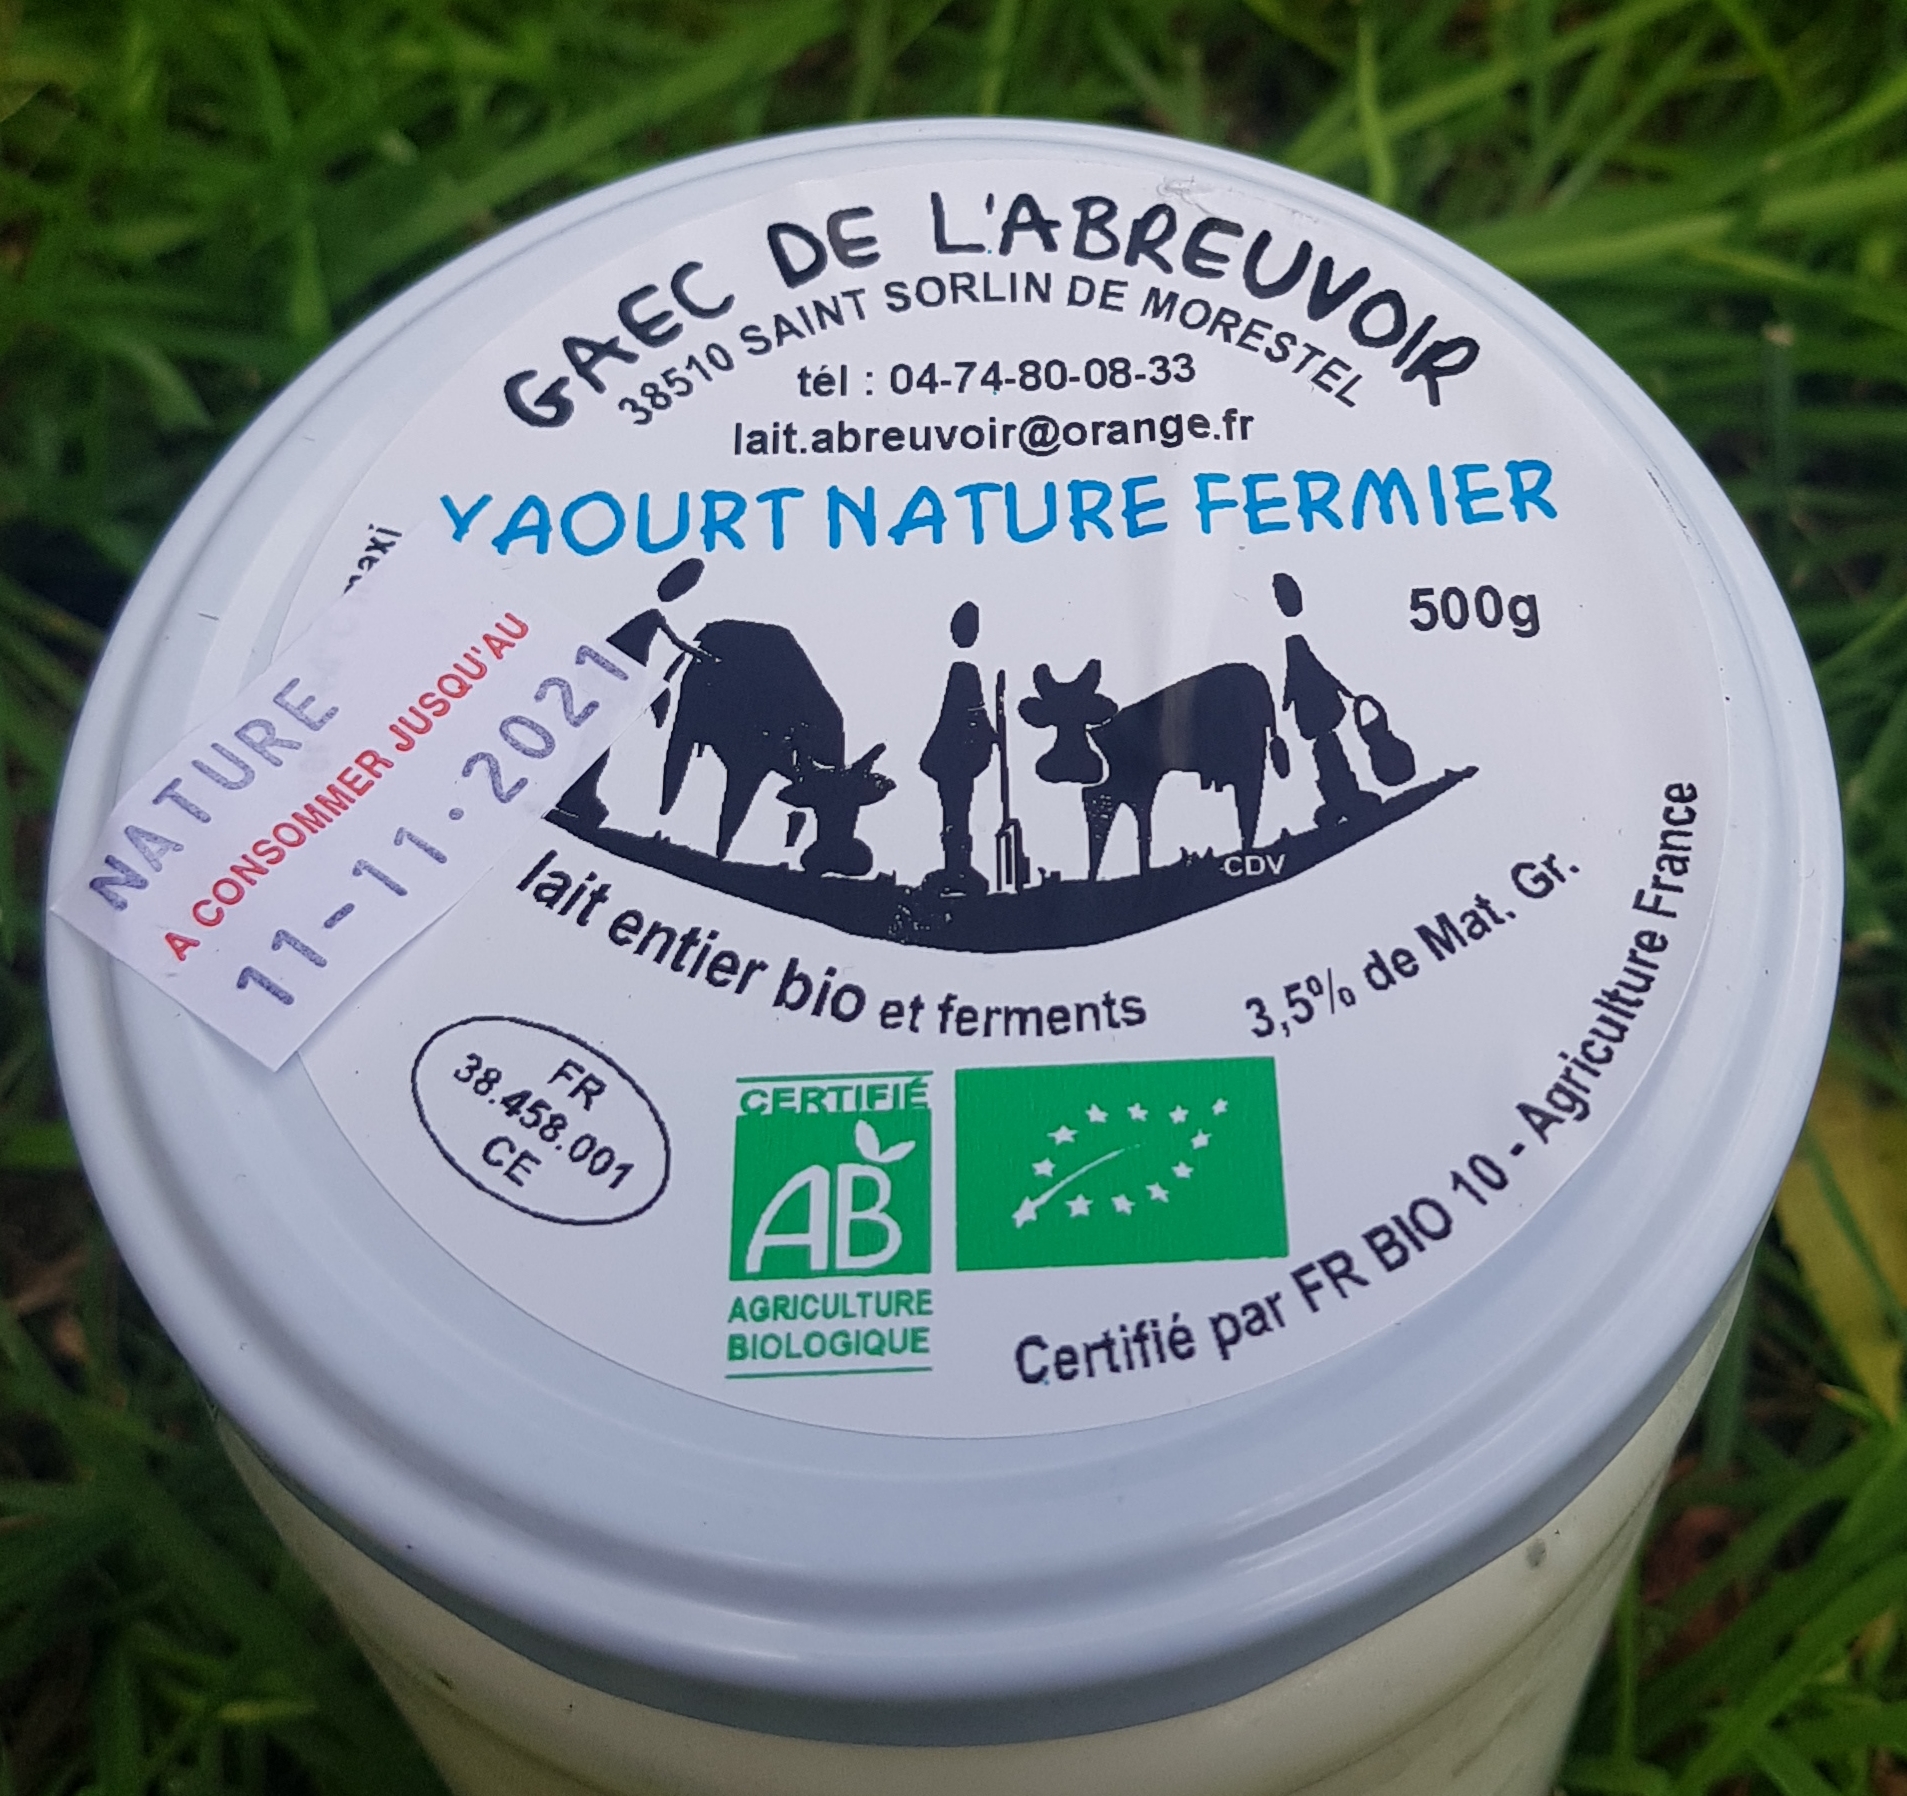 GAEC DE L'ABREUVOIR
38510 SAINT SORLIN DE MORESTEL
tél : 04-74-80-08-33
lait.abreuvoir@orange.fr
YAOURT NATURE FERMIER
500g
NATURE
A CONSOMMER JUSQU'AU
11-11.2021
CDV
lait entier bio et ferments
3,5% de Mat. Gr.
FR
38.458.001
CE
CERTIFIÉ
AB
AGRICULTURE
BIOLOGIQUE
Certifié par FR BIO 10 - Agriculture France